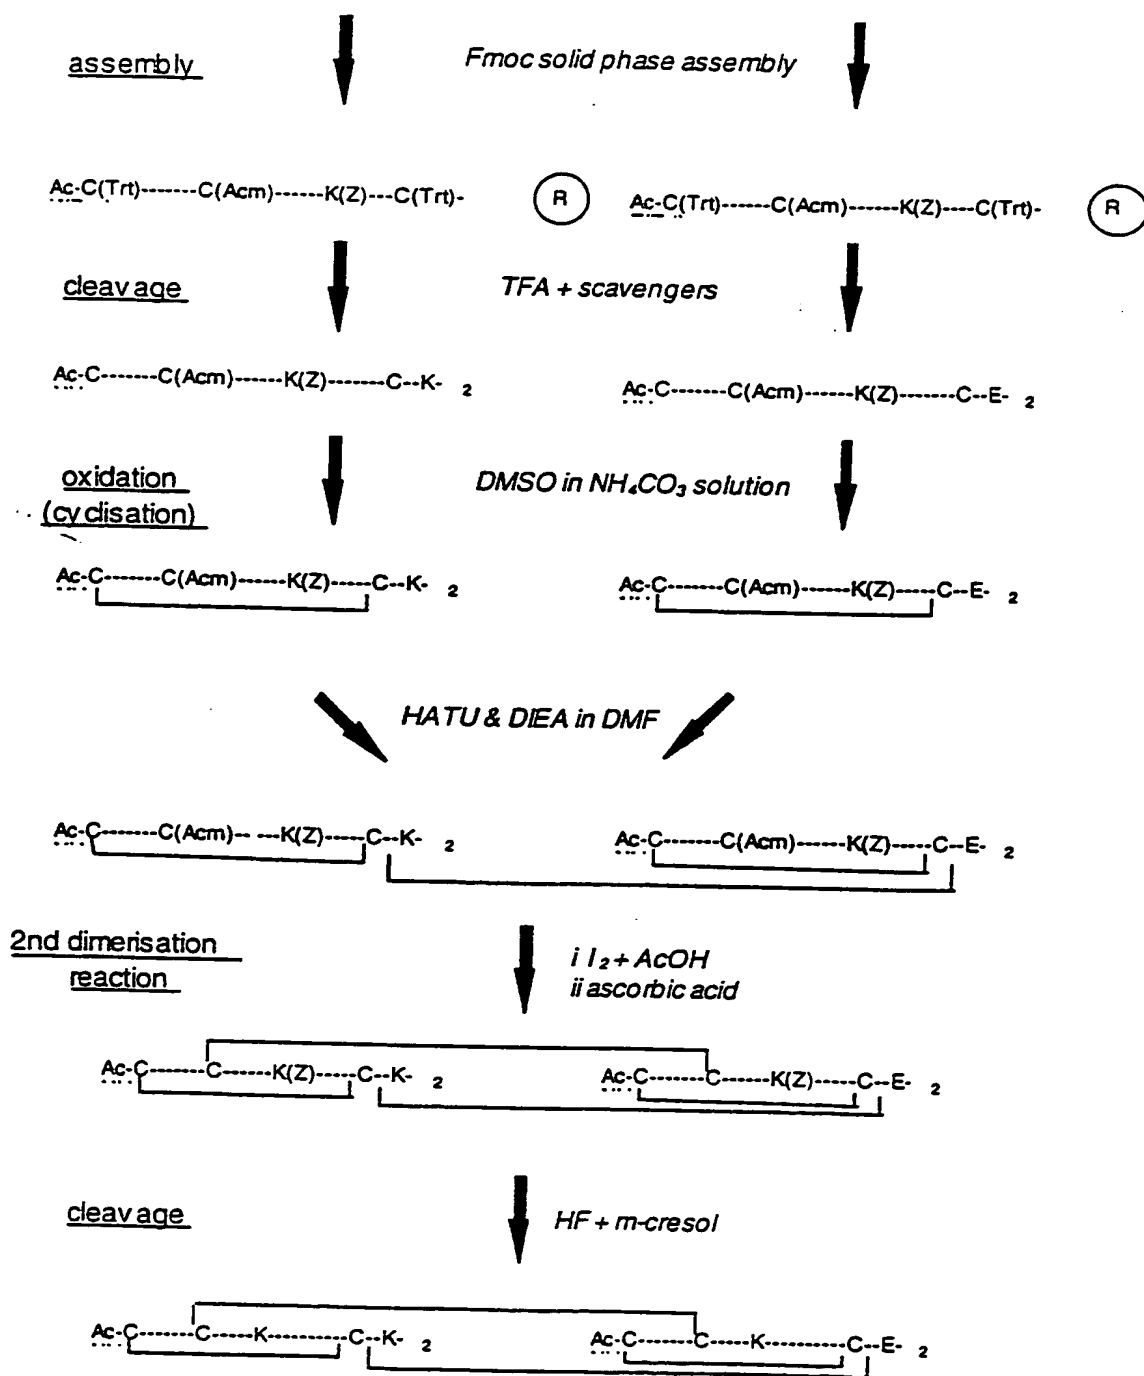 assembly
Fmoc solid phase assembly
Ac-C(Trt)-------C(Acm)------K(Z)---C(Trt)- R
Ac-C(Trt)------C(Acm)------K(Z)----C(Trt)- R
cleavage
TFA + scavengers
Ac-C-------C(Acm)------K(Z)-------C--K- 2
Ac-C-------C(Acm)------K(Z)-------C--E- 2
oxidation
(cyclisation)
DMSO in NH₄CO₃ solution
Ac-C-------C(Acm)------K(Z)-----C--K- 2
Ac-C-------C(Acm)------K(Z)-----C--E- 2
HATU & DIEA in DMF
Ac-C-------C(Acm)-- ---K(Z)-----C--K- 2
Ac-C-------C(Acm)------K(Z)-----C--E- 2
2nd dimerisation
reaction
i I₂ + AcOH
ii ascorbic acid
Ac-C-------C------K(Z)-----C--K- 2
Ac-C-------C------K(Z)-----C--E- 2
cleavage
HF + m-cresol
Ac-C-------C----K---------C--K- 2
Ac-C-------C----K---------C--E- 2